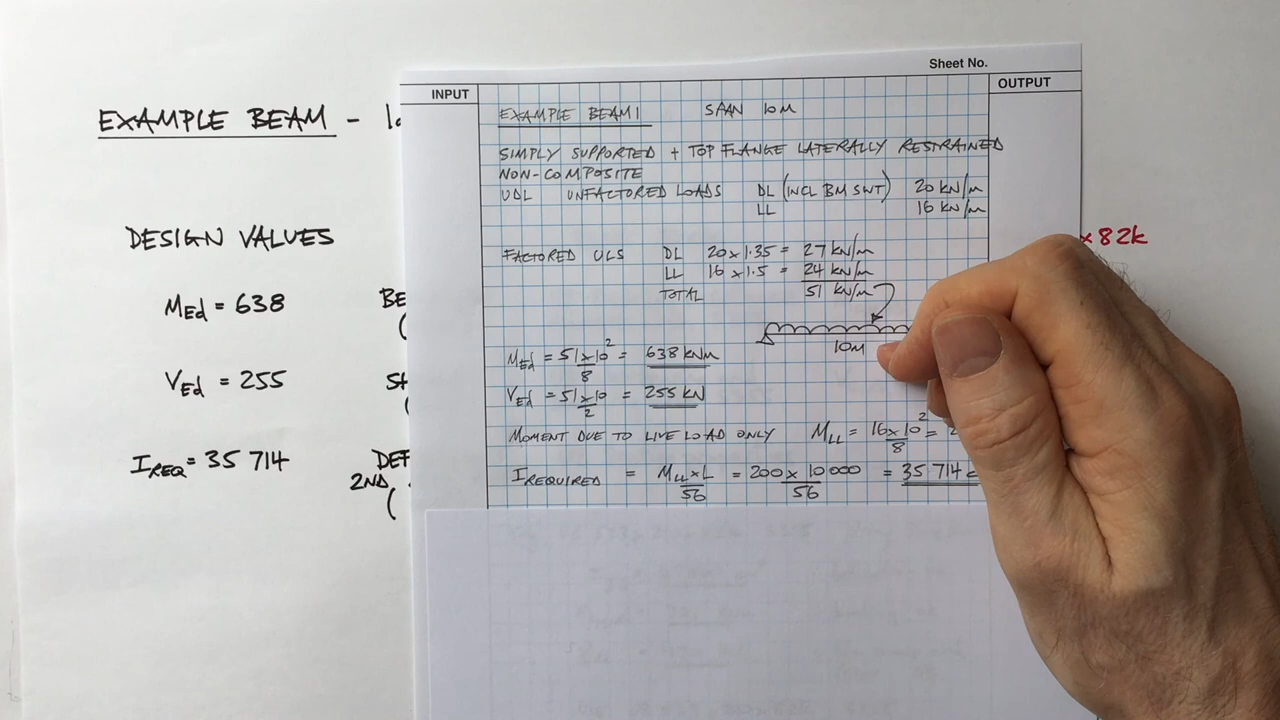 Sheet No.
INPUT
OUTPUT
EXAMPLE BEAM 1 SPAN 10M
SIMPLY SUPPORTED + TOP FLANGE LATERALLY RESTRAINED
NON-COMPOSITE
UDL UNFACTORED LOADS DL (INCL BM SWT) 20 kN/m
LL 16 kN/m
FACTORED ULS DL 20 x 1.35 = 27 kN/m
LL 16 x 1.5 = 24 kN/m
TOTAL 51 kN/m
10M
MEd = 51 x 10² / 8 = 638 kNm
VEd = 51 x 10 / 2 = 255 kN
MOMENT DUE TO LIVE LOAD ONLY MLL = 16 x 10² / 8 = 2
IREQUIRED = MLL x L / 56 = 200 x 10 000 / 56 = 35 714 c
EXAMPLE BEAM -
DESIGN VALUES
MEd = 638
VEd = 255
IREQ = 35 714
BE
(
(
DEF
2ND
(
x 82k